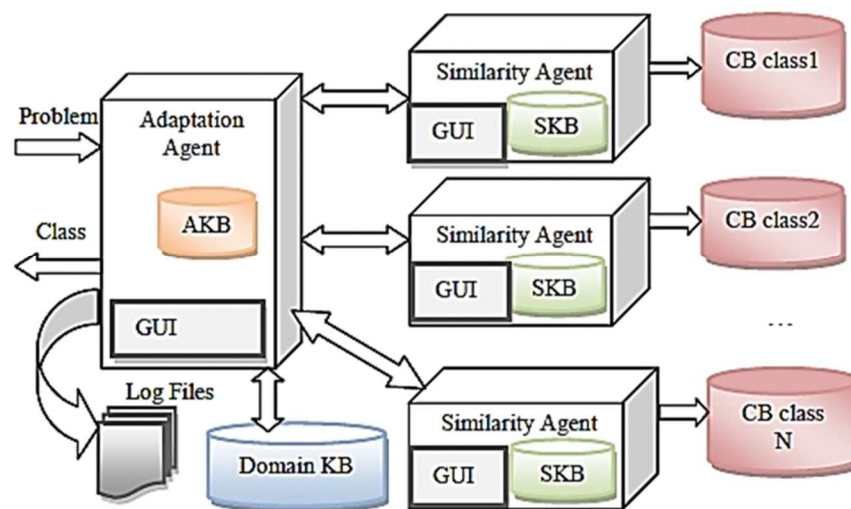 Problem
Class
Adaptation
Agent
AKB
GUI
Log Files
Domain KB
Similarity Agent
GUI
SKB
CB class1
Similarity Agent
GUI
SKB
CB class2
...
Similarity Agent
GUI
SKB
CB class
N